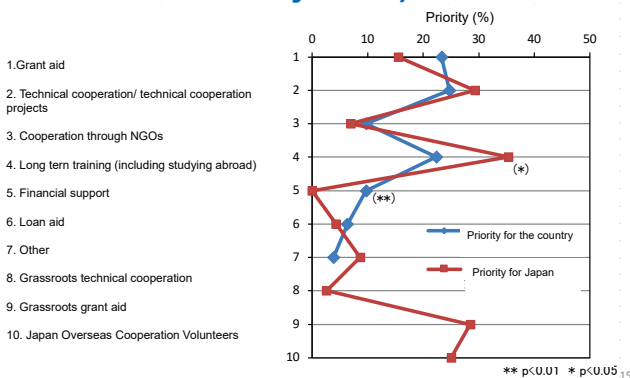 Priority (%)
0 10 20 30 40 50
1.Grant aid
2. Technical cooperation/ technical cooperation
projects
3. Cooperation through NGOs
4. Long tern training (including studying abroad)
5. Financial support
6. Loan aid
7. Other
8. Grassroots technical cooperation
9. Grassroots grant aid
10. Japan Overseas Cooperation Volunteers
1
2
3
4
5
6
7
8
9
10
(*)
(**)
Priority for the country
Priority for Japan
** p<0.01 * p<0.05
15